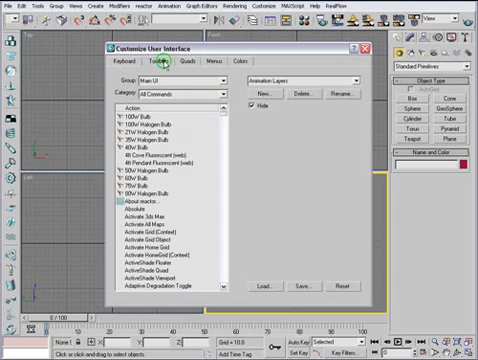 File Edit Tools Group Views Create Modifiers Character reactor Animation Graph Editors Rendering Customize MAXScript Help RealFlow
Customize User Interface
Keyboard Toolbars Quads Menus Colors
Group: Main UI
Category: All Commands
Action
100W Bulb
100W Halogen Bulb
21W Halogen Bulb
35W Halogen Bulb
40W Bulb
4ft Cove Fluorescent (web)
4ft Pendant Fluorescent (web)
50W Halogen Bulb
60W Bulb
75W Bulb
80W Halogen Bulb
About reactor...
Absolute
Activate 3ds Max
Activate All Maps
Activate Grid (Context)
Activate Grid Object
Activate Home Grid
Activate HomeGrid (Context)
ActiveShade Floater
ActiveShade Quad
ActiveShade Viewport
Adaptive Degradation Toggle
Animation Layers
New... Delete... Rename...
Hide
Load... Save... Reset
Top
Front
Left
Standard Primitives
Object Type
AutoGrid
Box Cone
Sphere GeoSphere
Cylinder Tube
Torus Pyramid
Teapot Plane
Name and Color
0 / 100
0
None! X: Y: Z: Grid = 10.0
Auto Key Selected
Click or click-and-drag to select objects
Add Time Tag
Set Key Key Filters...